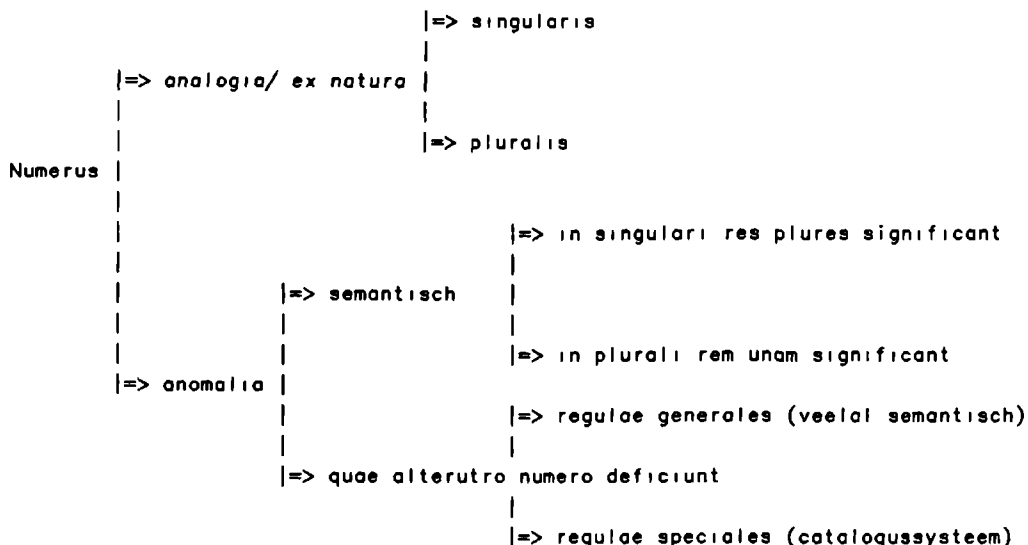 |=> singularis
|=> analogia/ ex natura
|=> pluralis
Numerus
|=> in singulari res plures significant
|=> semantisch
|=> in plurali rem unam significant
|=> anomalia
|=> regulae generales (veelal semantisch)
|=> quae alterutro numero deficiunt
|=> regulae speciales (catalogussysteem)